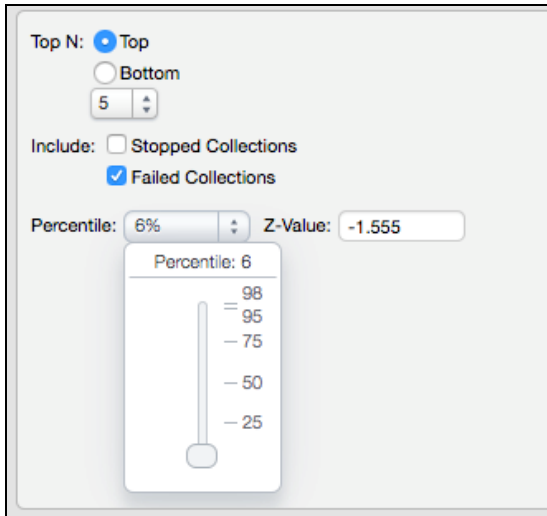 Top N: Top
Bottom
5
Include: Stopped Collections
Failed Collections
Percentile: 6% Z-Value: -1.555
Percentile: 6
98
95
75
50
25